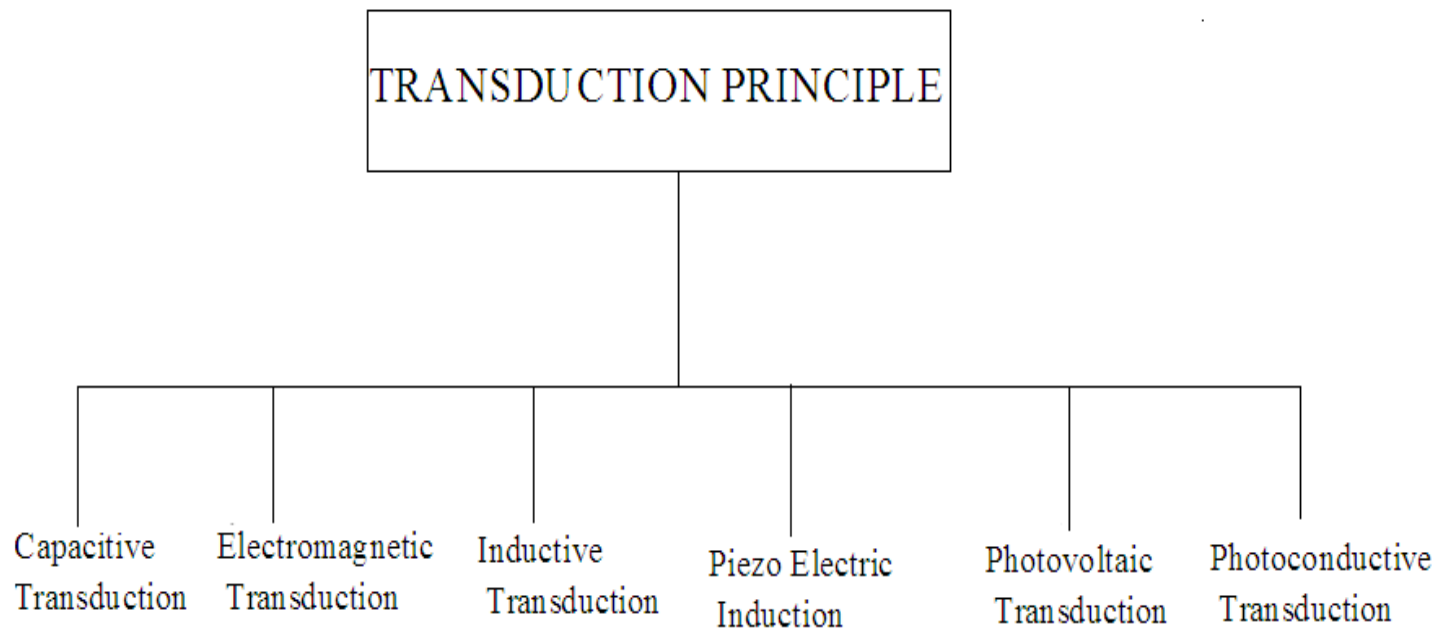 TRANSDUCTION PRINCIPLE
Capacitive
Transduction
Electromagnetic
Transduction
Inductive
Transduction
Piezo Electric
Induction
Photovoltaic
Transduction
Photoconductive
Transduction